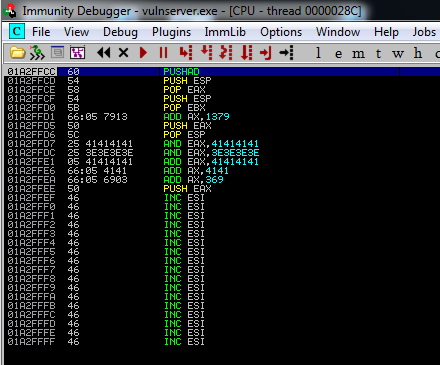 Immunity Debugger - vulnserver.exe - [CPU - thread 0000028C]
C File View Debug Plugins ImmLib Options Window Help Jobs
l e m t w h
01A2FFCC 60 PUSHAD
01A2FFCD 54 PUSH ESP
01A2FFCE 58 POP EAX
01A2FFCF 54 PUSH ESP
01A2FFD0 5B POP EBX
01A2FFD1 66:05 7913 ADD AX,1379
01A2FFD5 50 PUSH EAX
01A2FFD6 5C POP ESP
01A2FFD7 25 41414141 AND EAX,41414141
01A2FFDC 25 3E3E3E3E AND EAX,3E3E3E3E
01A2FFE1 05 41414141 ADD EAX,41414141
01A2FFE6 66:05 4141 ADD AX,4141
01A2FFEA 66:05 6903 ADD AX,369
01A2FFEE 50 PUSH EAX
01A2FFEF 46 INC ESI
01A2FFF0 46 INC ESI
01A2FFF1 46 INC ESI
01A2FFF2 46 INC ESI
01A2FFF3 46 INC ESI
01A2FFF4 46 INC ESI
01A2FFF5 46 INC ESI
01A2FFF6 46 INC ESI
01A2FFF7 46 INC ESI
01A2FFF8 46 INC ESI
01A2FFF9 46 INC ESI
01A2FFFA 46 INC ESI
01A2FFFB 46 INC ESI
01A2FFFC 46 INC ESI
01A2FFFD 46 INC ESI
01A2FFFE 46 INC ESI
01A2FFFF 46 INC ESI